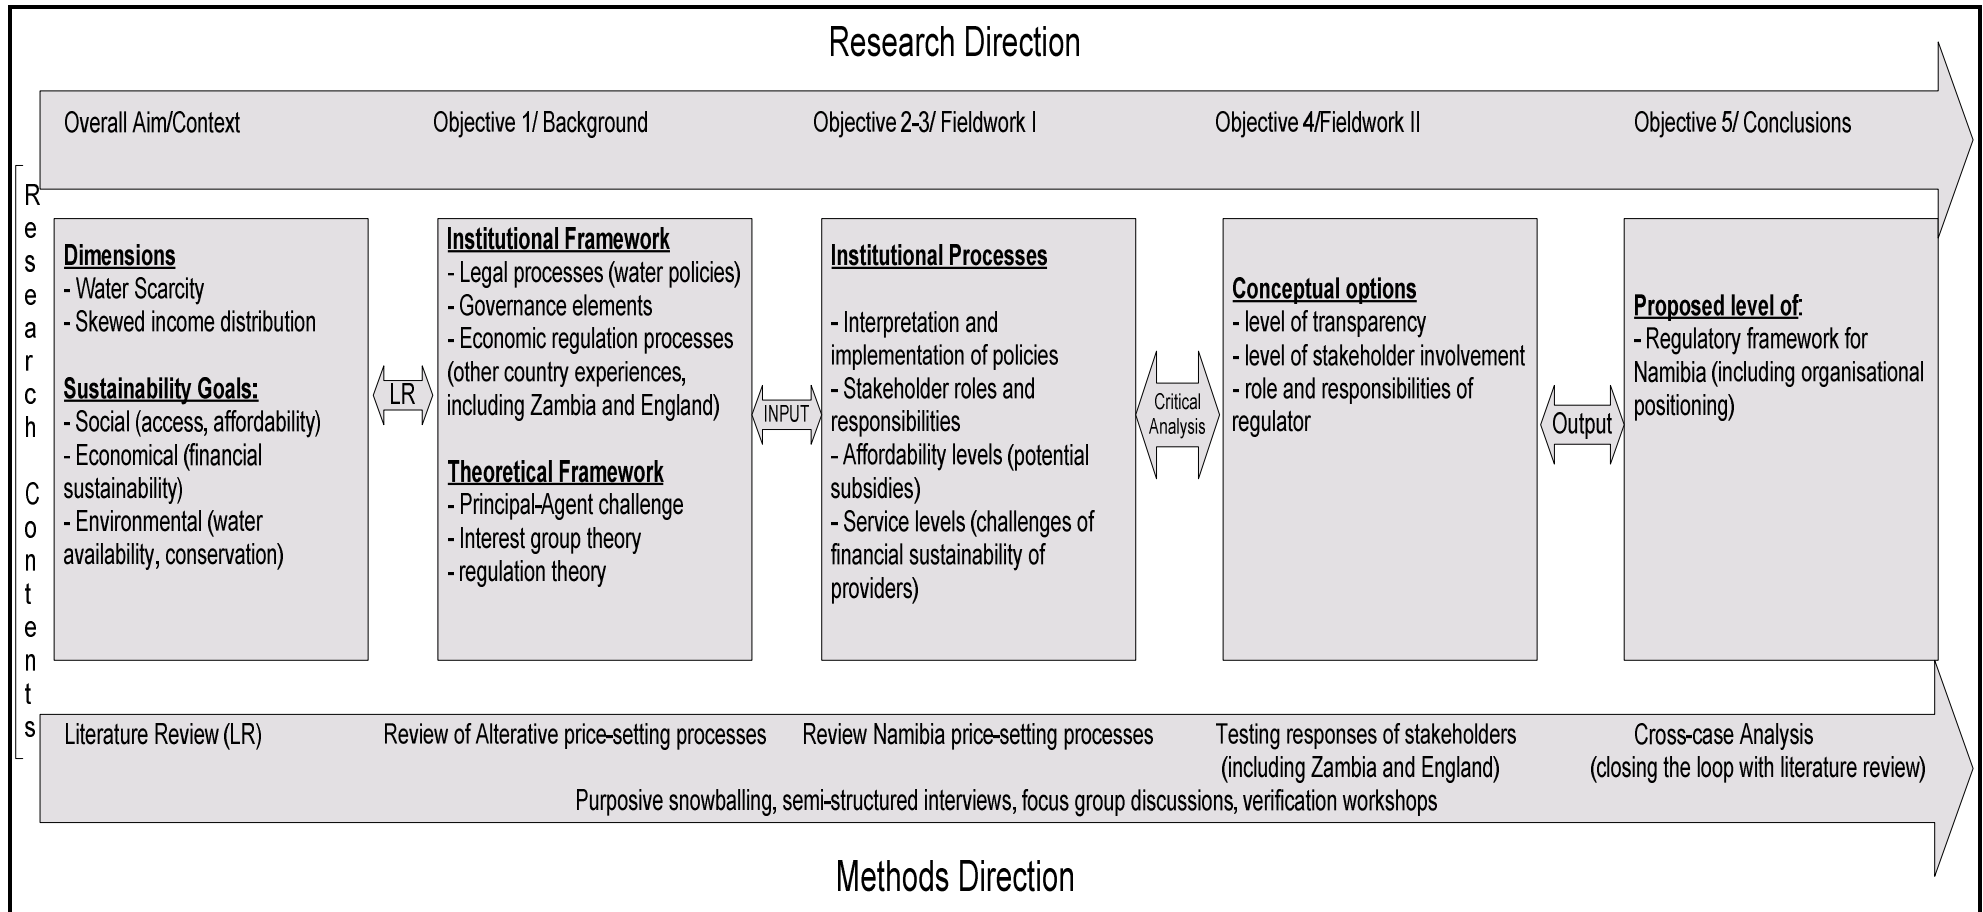 Research Direction
Overall Aim/Context
Objective 1/ Background
Objective 2-3/ Fieldwork I
Objective 4/Fieldwork II
Objective 5/ Conclusions
Research Contents
Dimensions
- Water Scarcity
- Skewed income distribution
Sustainability Goals:
- Social (access, affordability)
- Economical (financial
sustainability)
- Environmental (water
availability, conservation)
LR
Institutional Framework
- Legal processes (water policies)
- Governance elements
- Economic regulation processes
(other country experiences,
including Zambia and England)
Theoretical Framework
- Principal-Agent challenge
- Interest group theory
- regulation theory
INPUT
Institutional Processes
- Interpretation and
implementation of policies
- Stakeholder roles and
responsibilities
- Affordability levels (potential
subsidies)
- Service levels (challenges of
financial sustainability of
providers)
Critical
Analysis
Conceptual options
- level of transparency
- level of stakeholder involvement
- role and responsibilities of
regulator
Output
Proposed level of:
- Regulatory framework for
Namibia (including organisational
positioning)
Literature Review (LR)
Review of Alterative price-setting processes
Review Namibia price-setting processes
Testing responses of stakeholders
(including Zambia and England)
Cross-case Analysis
(closing the loop with literature review)
Purposive snowballing, semi-structured interviews, focus group discussions, verification workshops
Methods Direction